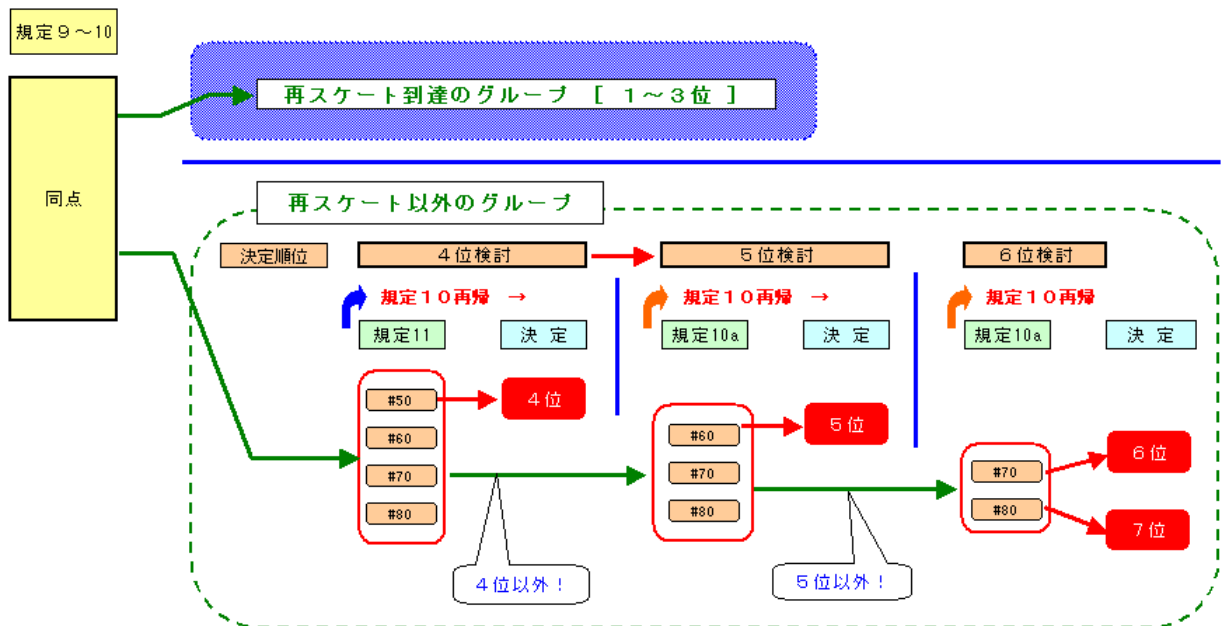 規定９～10
再スケート到達のグループ [ １～３位 ]
同点
再スケート以外のグループ
決定順位
４位検討
５位検討
６位検討
規定１０再帰 →
規定１０再帰 →
規定１０再帰
規定11
決 定
規定10a
決 定
規定10a
決 定
#50
#60
#70
#80
４位
#60
#70
#80
５位
#70
#80
６位
７位
４位以外！
５位以外！